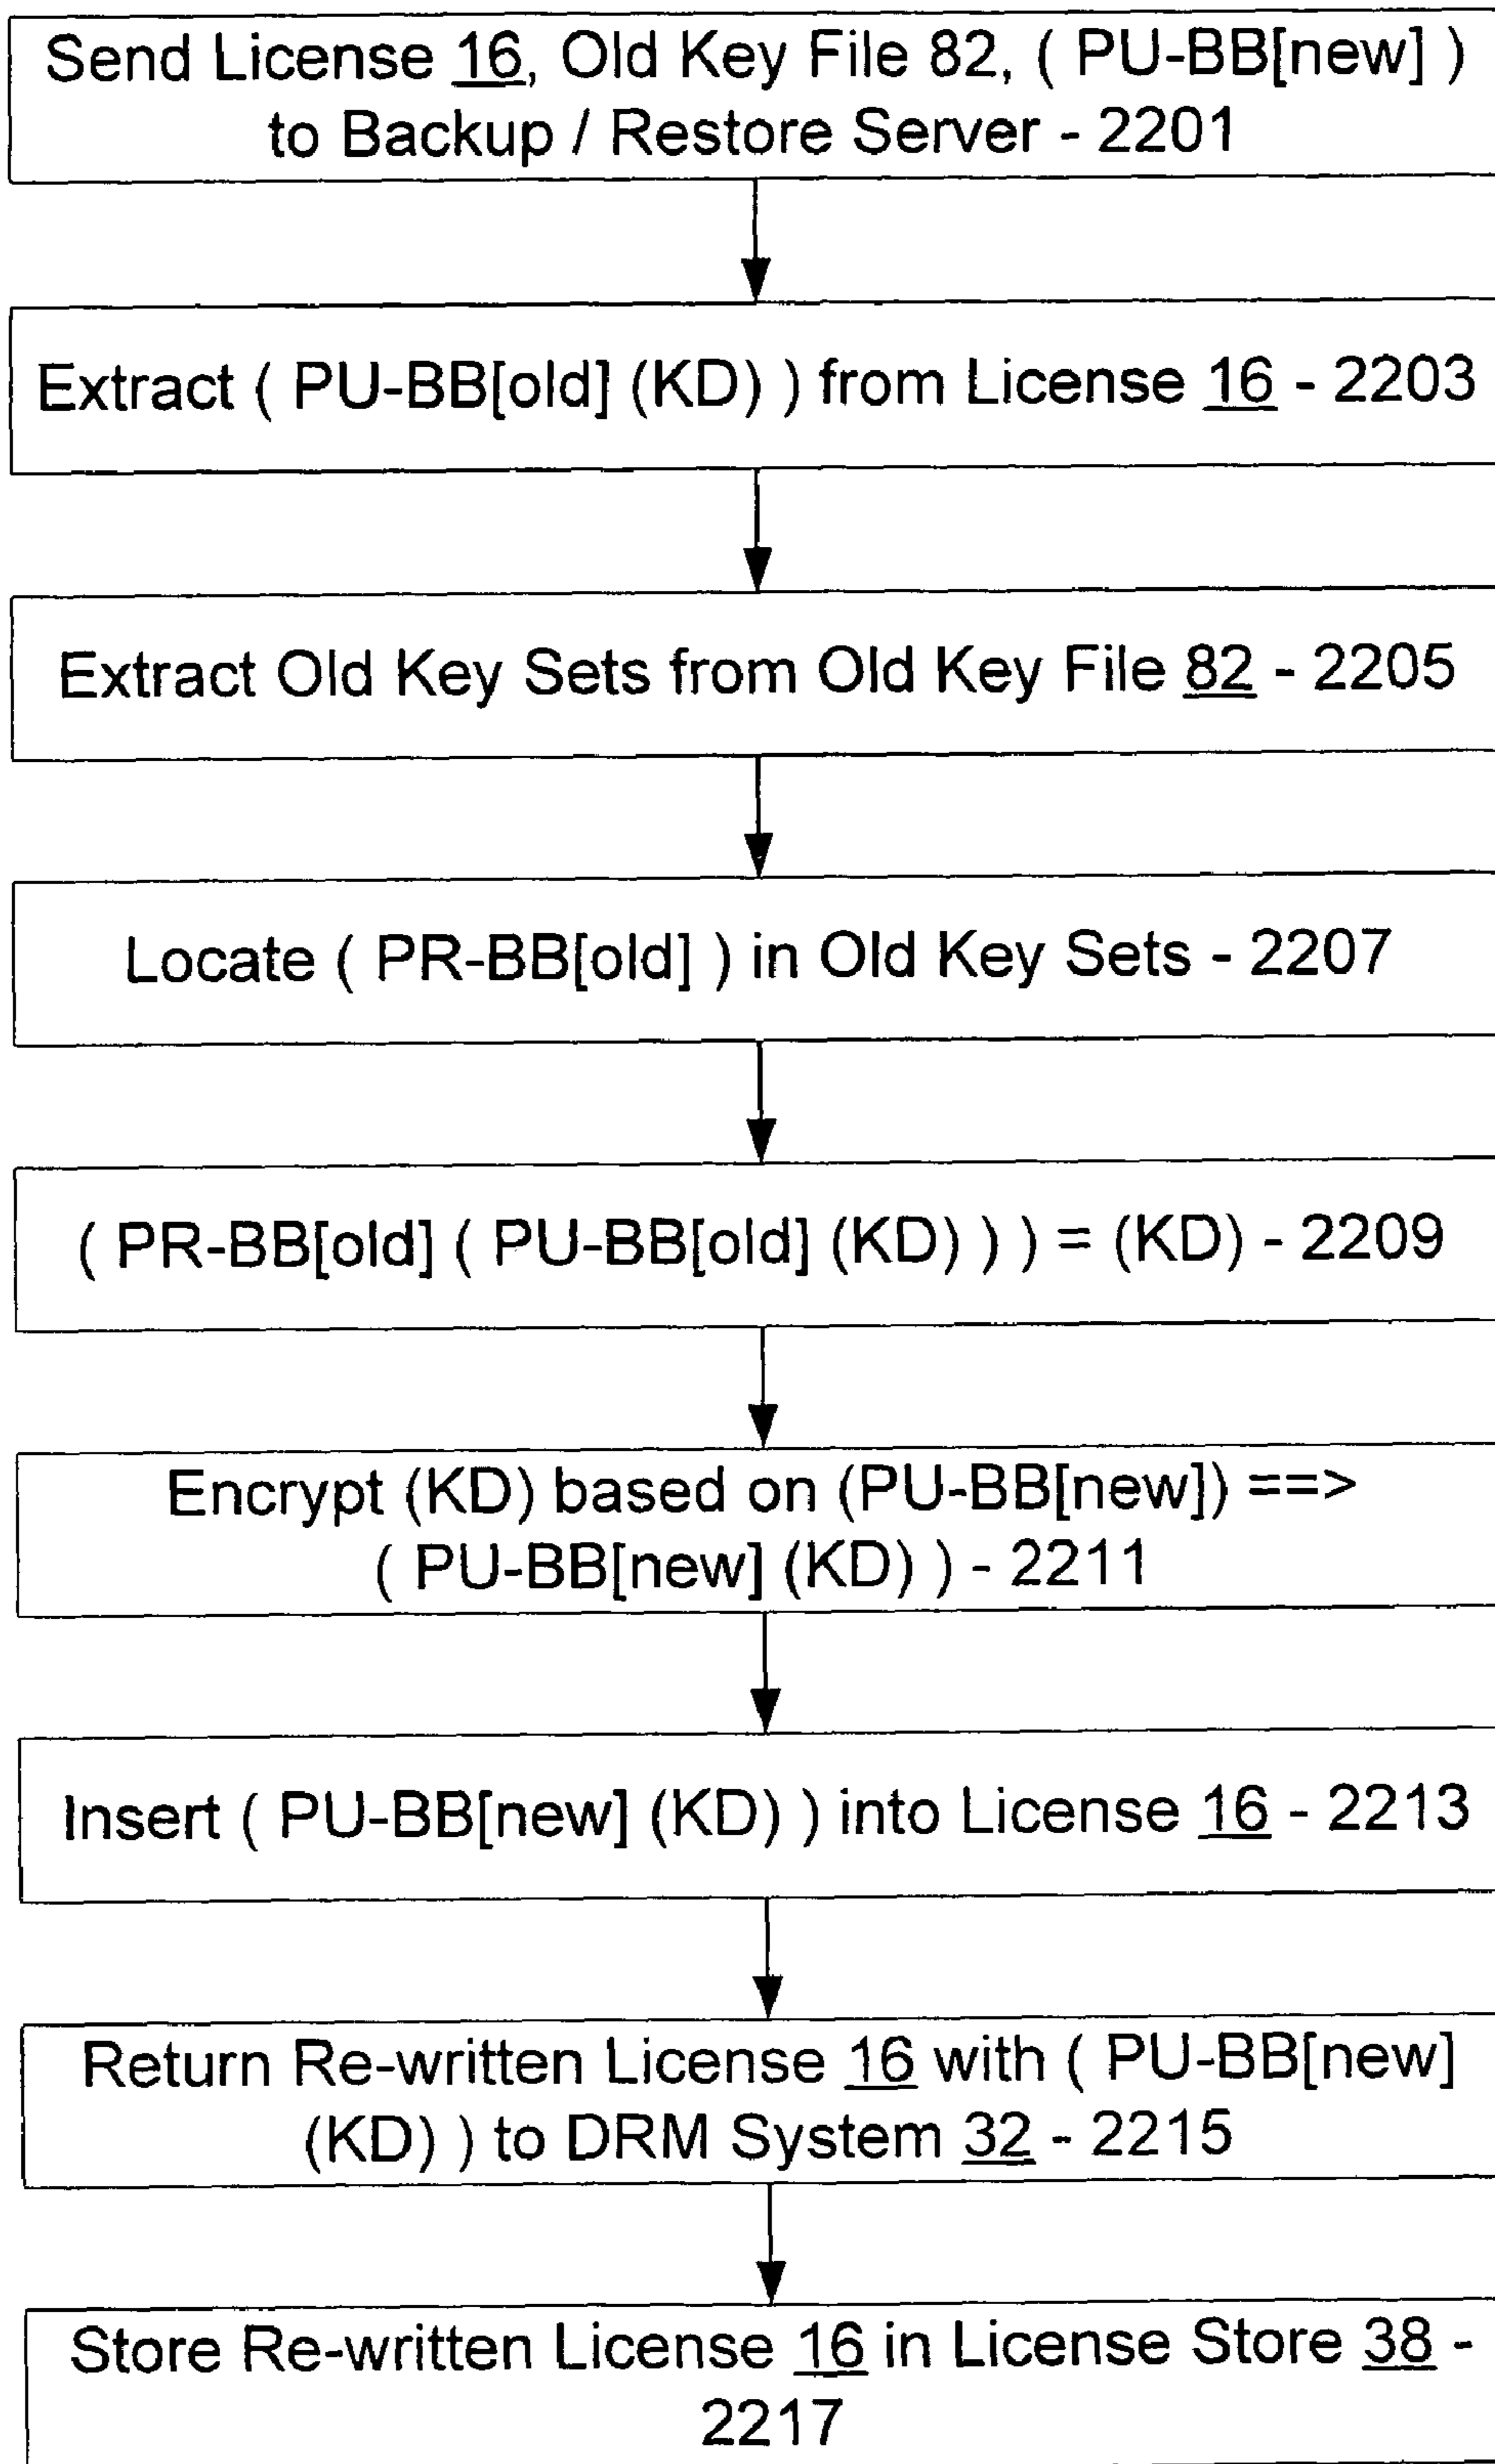 Send License 16, Old Key File 82, ( PU-BB[new] )
to Backup / Restore Server - 2201
Extract ( PU-BB[old] (KD) ) from License 16 - 2203
Extract Old Key Sets from Old Key File 82 - 2205
Locate ( PR-BB[old] ) in Old Key Sets - 2207
( PR-BB[old] ( PU-BB[old] (KD) ) ) = (KD) - 2209
Encrypt (KD) based on (PU-BB[new]) ==>
( PU-BB[new] (KD) ) - 2211
Insert ( PU-BB[new] (KD) ) into License 16 - 2213
Return Re-written License 16 with ( PU-BB[new]
(KD) ) to DRM System 32 - 2215
Store Re-written License 16 in License Store 38 -
2217